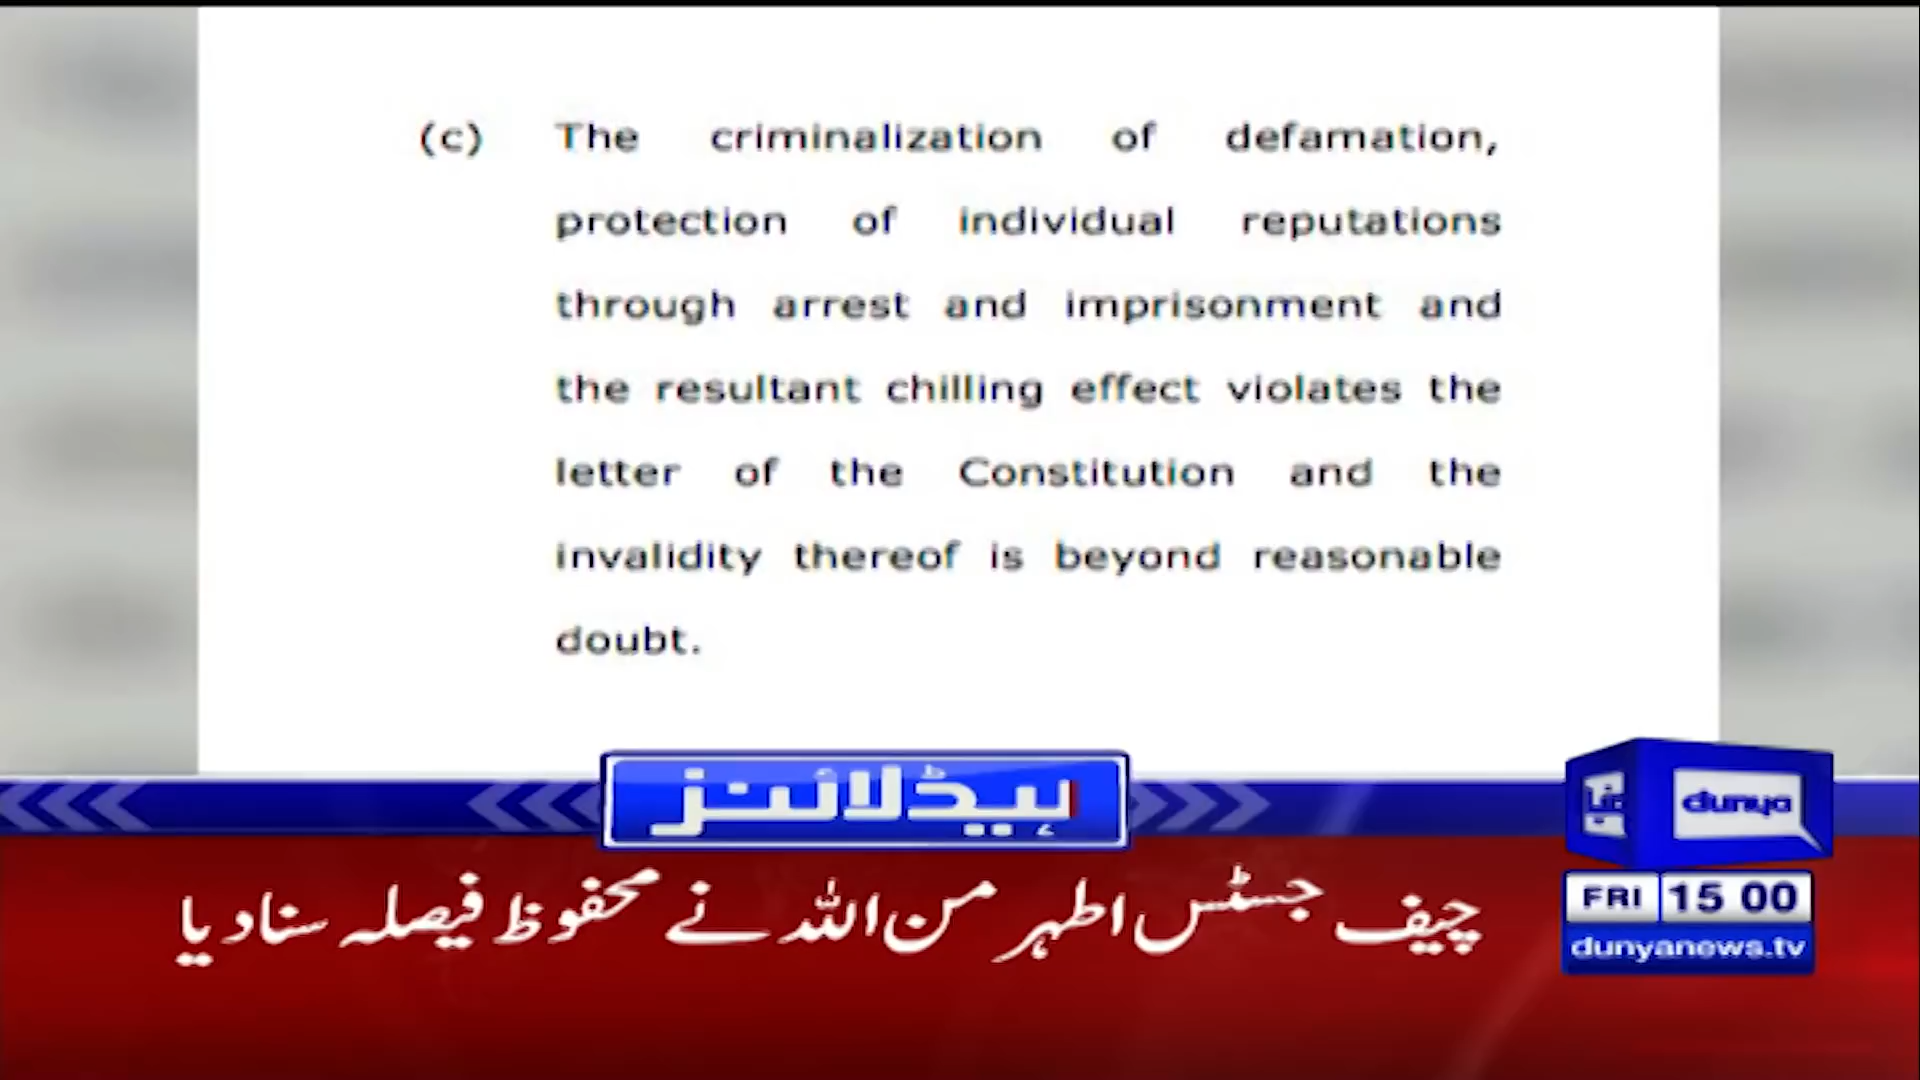 (c) The criminalization of defamation,
protection of individual reputations
through arrest and imprisonment and
the resultant chilling effect violates the
letter of the Constitution and the
invalidity thereof is beyond reasonable
doubt.
ہیڈلائنز
دنیا
dunya
چیف جسٹس اطہر من اللہ نے محفوظ فیصلہ سنا دیا
FRI 15 00
dunyanews.tv